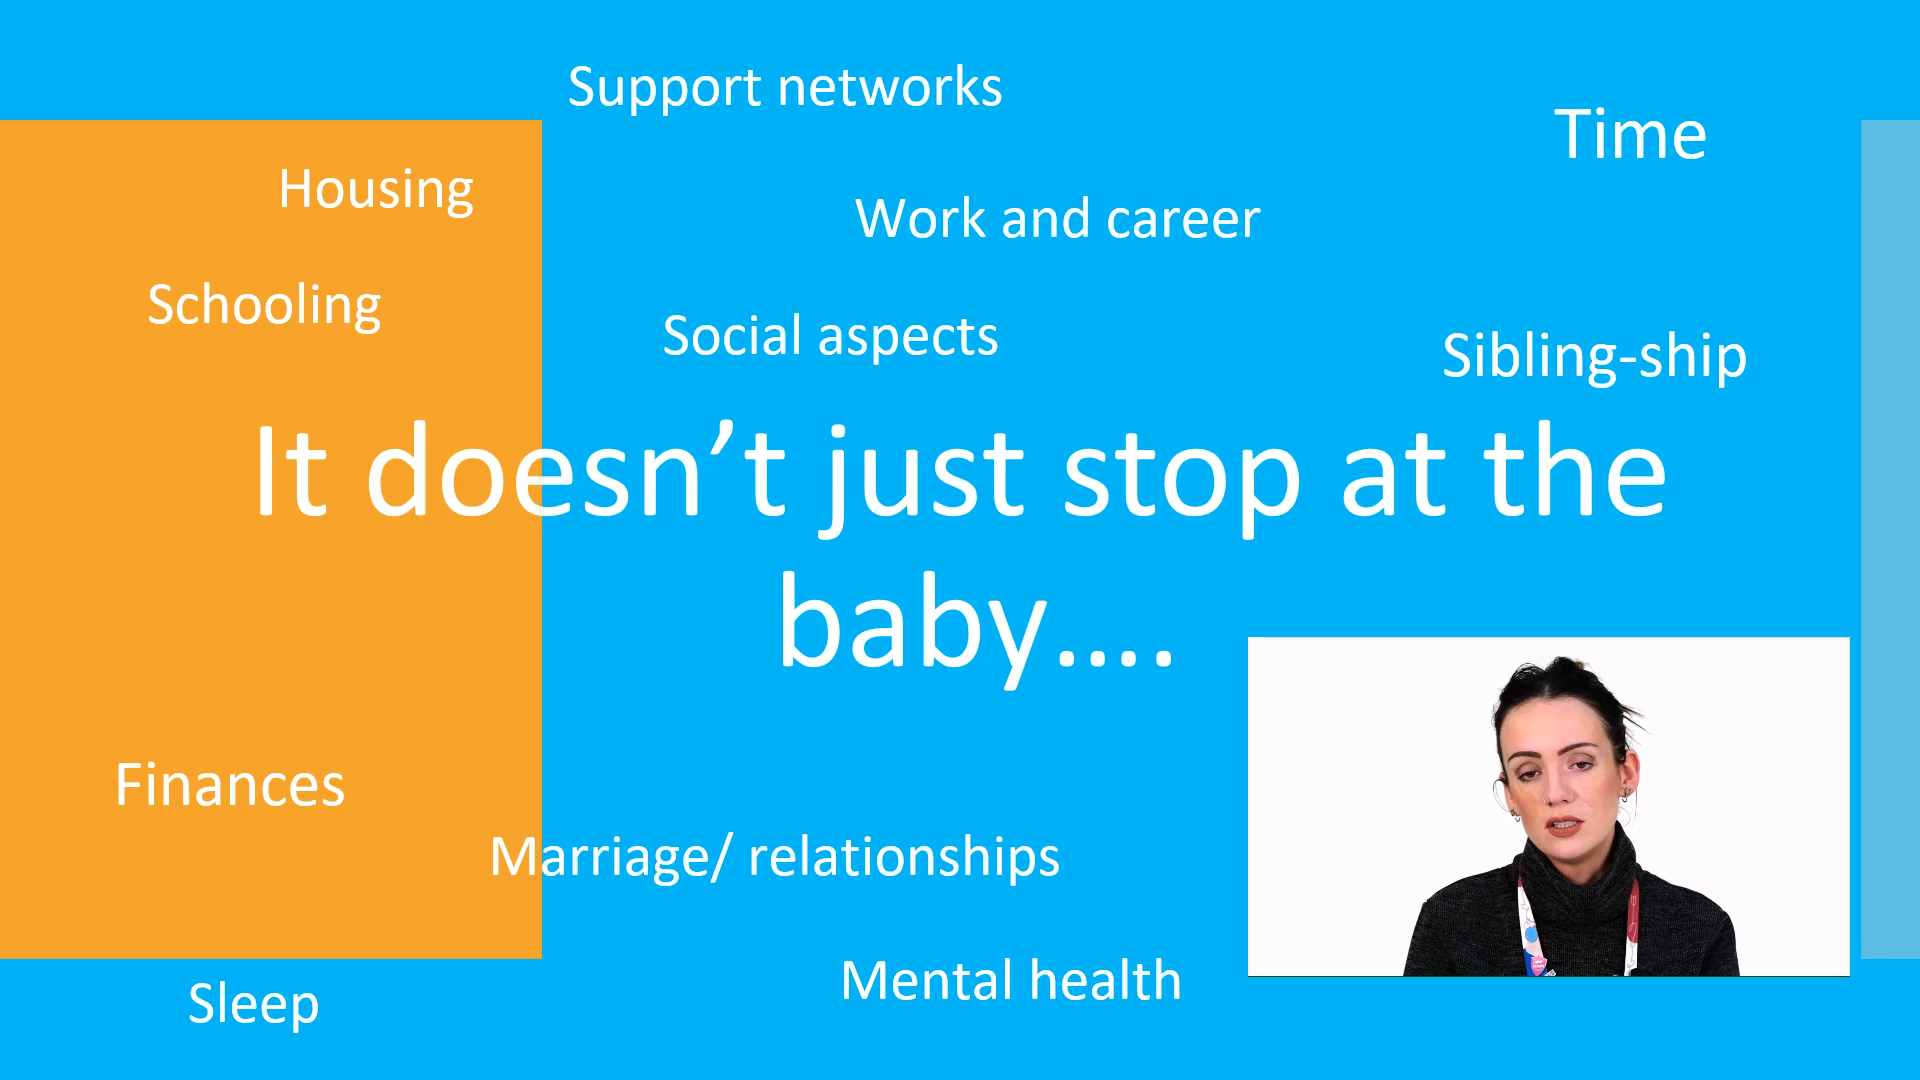 Support networks
Time
Housing
Work and career
Schooling
Social aspects
Sibling-ship
It doesn’t just stop at the
baby….
Finances
Marriage/ relationships
Mental health
Sleep